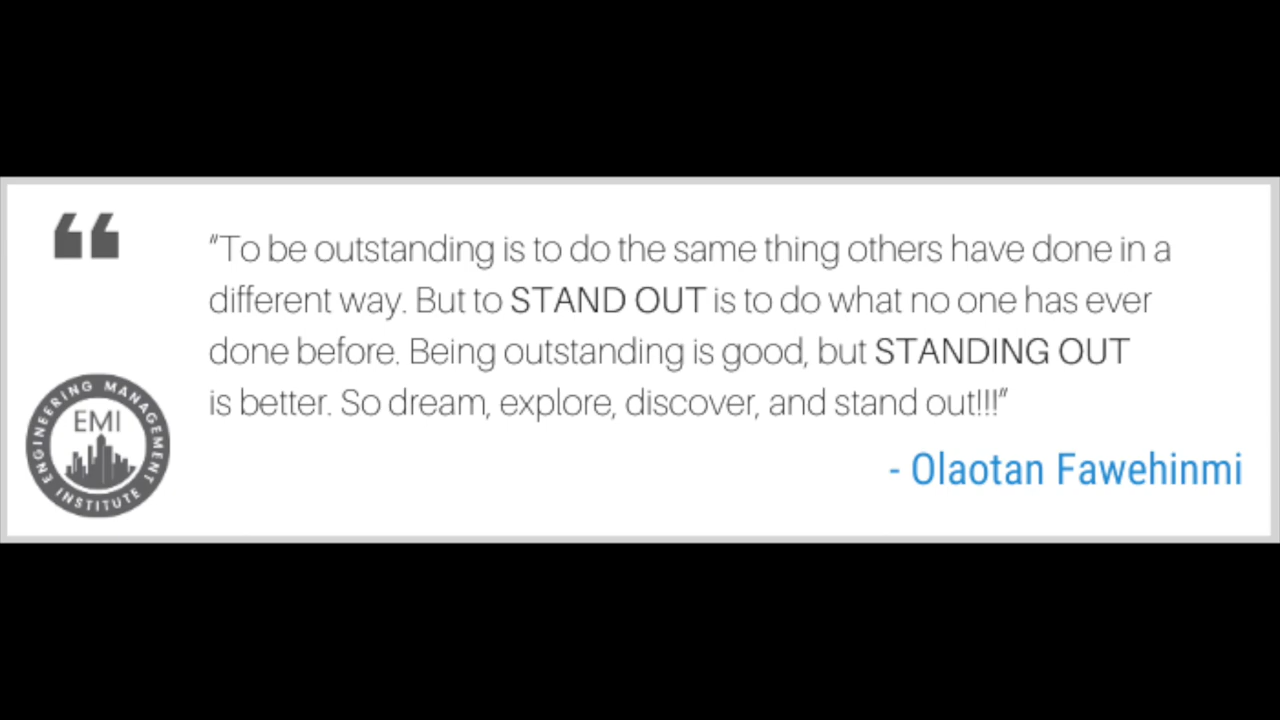 “To be outstanding is to do the same thing others have done in a
different way. But to STAND OUT is to do what no one has ever
done before. Being outstanding is good, but STANDING OUT
is better. So dream, explore, discover, and stand out!!!”
- Olaotan Fawehinmi
ENGINEERING MANAGEMENT
EMI
INSTITUTE